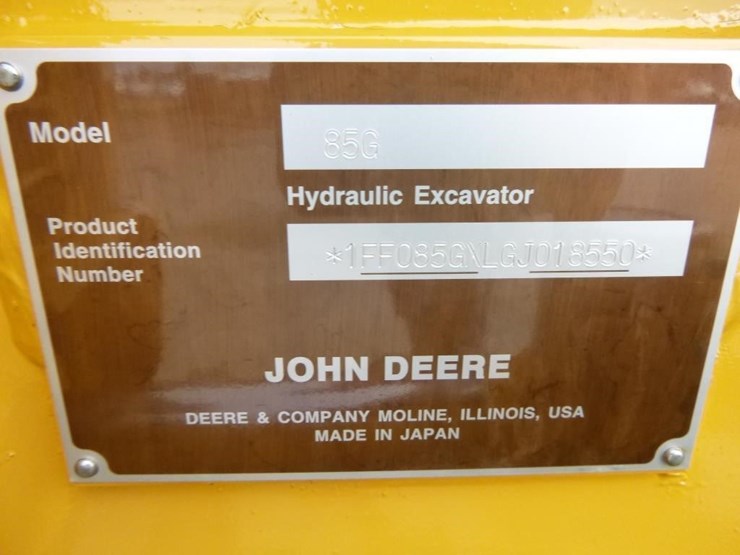 Model
85G
Hydraulic Excavator
Product
Identification
Number
*1FF085GXLGJ018550*
JOHN DEERE
DEERE & COMPANY MOLINE, ILLINOIS, USA
MADE IN JAPAN